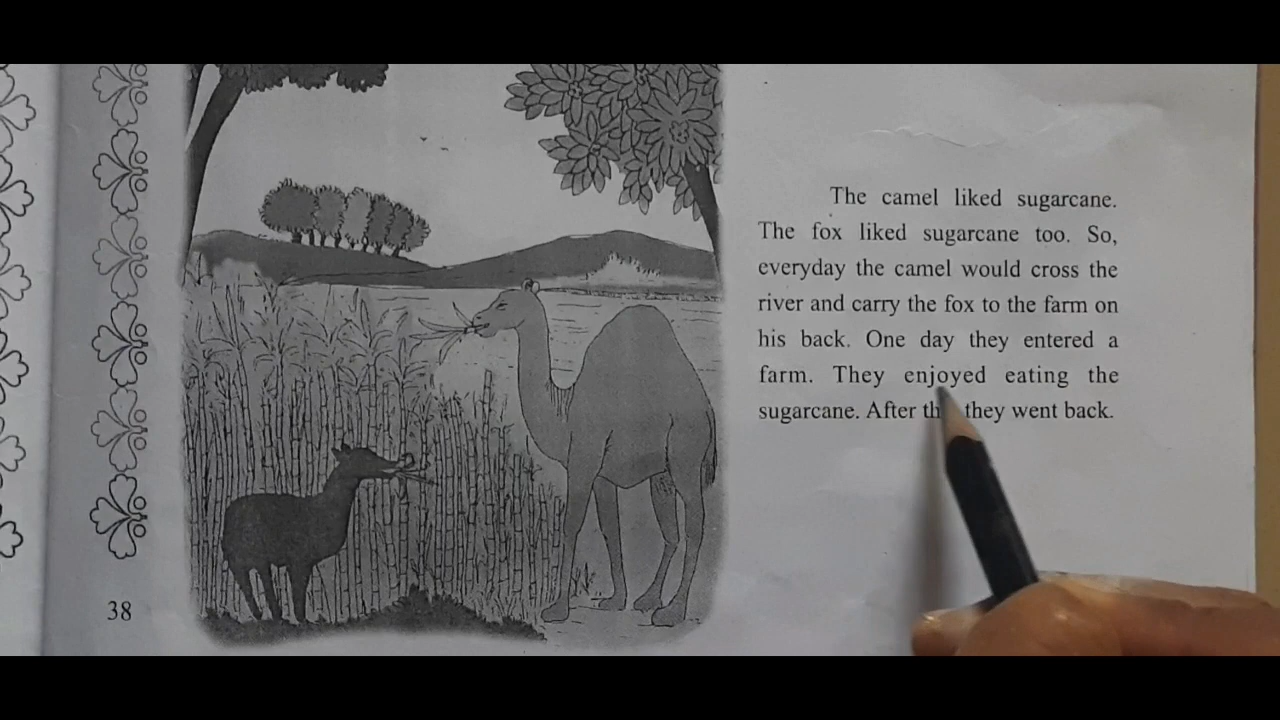 The camel liked sugarcane.
The fox liked sugarcane too. So,
everyday the camel would cross the
river and carry the fox to the farm on
his back. One day they entered a
farm. They enjoyed eating the
sugarcane. After they went back.
38